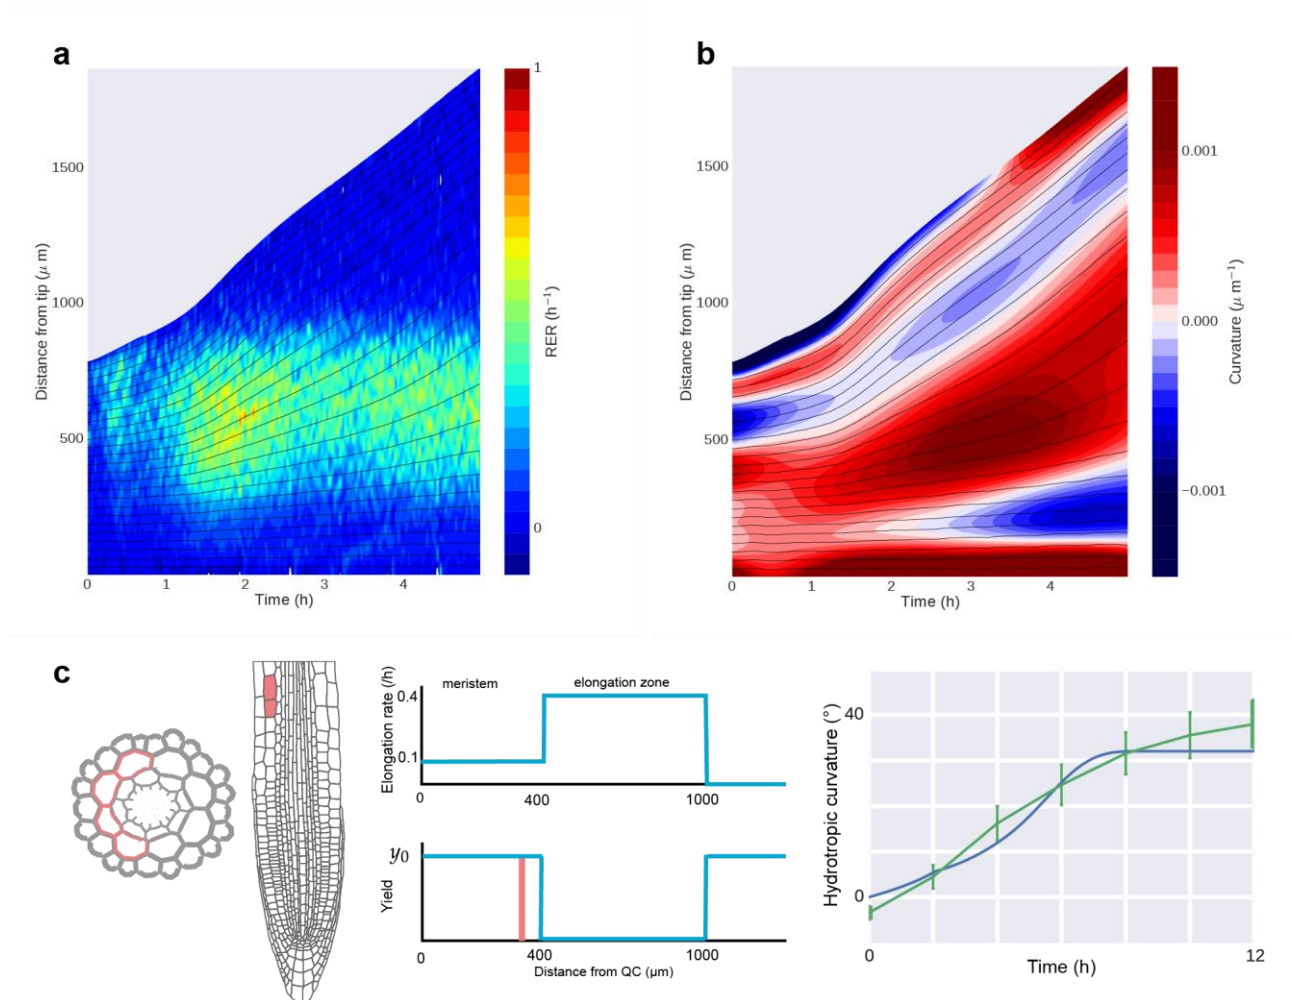 a
1500
1000
500
0
1
2
3
4
Distance from tip (μ m)
Time (h)
1
0
RER (h⁻¹)
b
1500
1000
500
0
1
2
3
4
Distance from tip (μ m)
Time (h)
0.001
0.000
−0.001
Curvature (μ m⁻¹)
c
Elongation rate (/h)
0.4
0.1
meristem
elongation zone
0
400
1000
Yield
y0
0
400
1000
Distance from QC (μm)
Hydrotropic curvature (°)
40
0
0
12
Time (h)